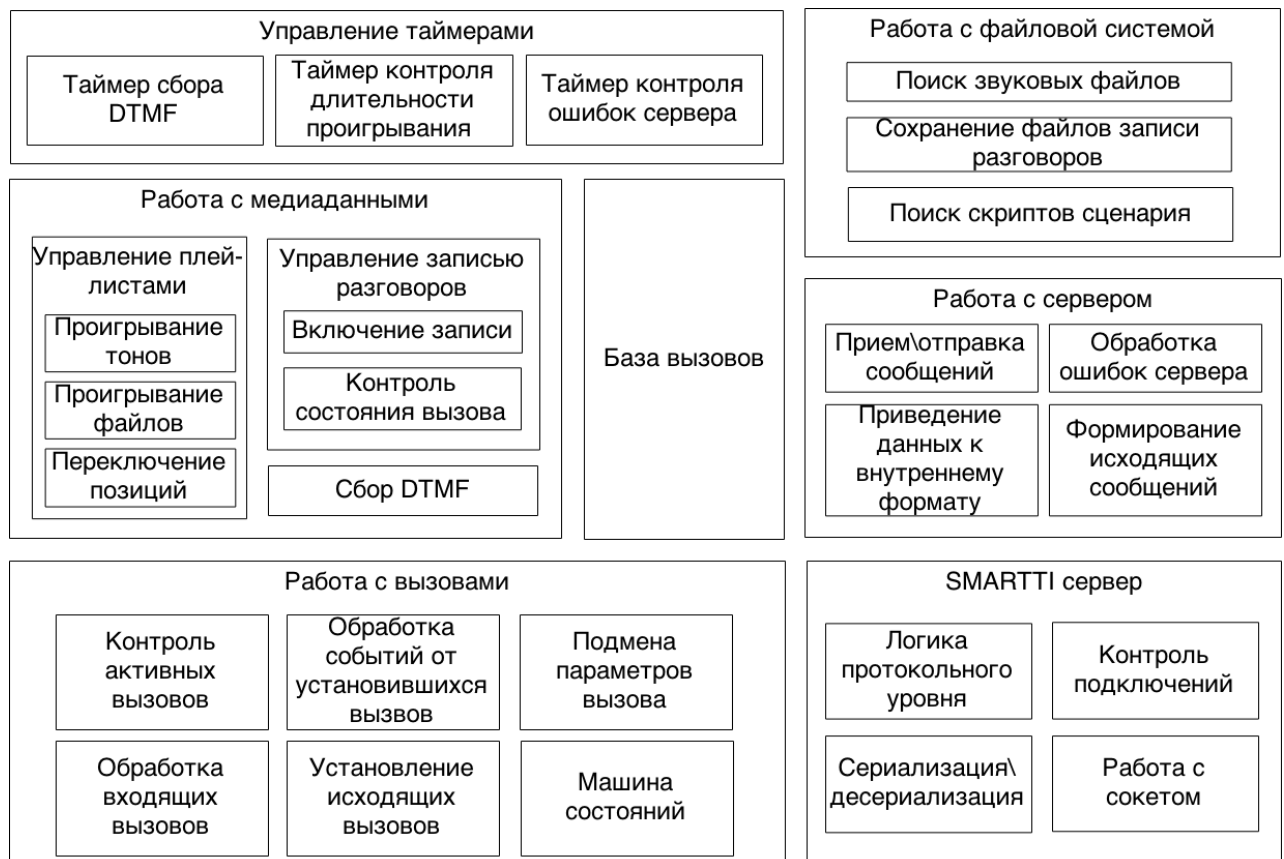 Управление таймерами
Таймер сбора
DTMF
Таймер контроля
длительности
проигрывания
Таймер контроля
ошибок сервера
Работа с файловой системой
Поиск звуковых файлов
Сохранение файлов записи
разговоров
Поиск скриптов сценария
Работа с медиаданными
Управление плей-
листами
Проигрывание
тонов
Проигрывание
файлов
Переключение
позиций
Управление записью
разговоров
Включение записи
Контроль
состояния вызова
Сбор DTMF
База вызовов
Работа с сервером
Прием\отправка
сообщений
Обработка
ошибок сервера
Приведение
данных к
внутреннему
формату
Формирование
исходящих
сообщений
Работа с вызовами
Контроль
активных
вызовов
Обработка
событий от
установившихся
вызвов
Подмена
параметров
вызова
Обработка
входящих
вызовов
Установление
исходящих
вызовов
Машина
состояний
SMARTTI сервер
Логика
протокольного
уровня
Контроль
подключений
Сериализация\
десериализация
Работа с
сокетом